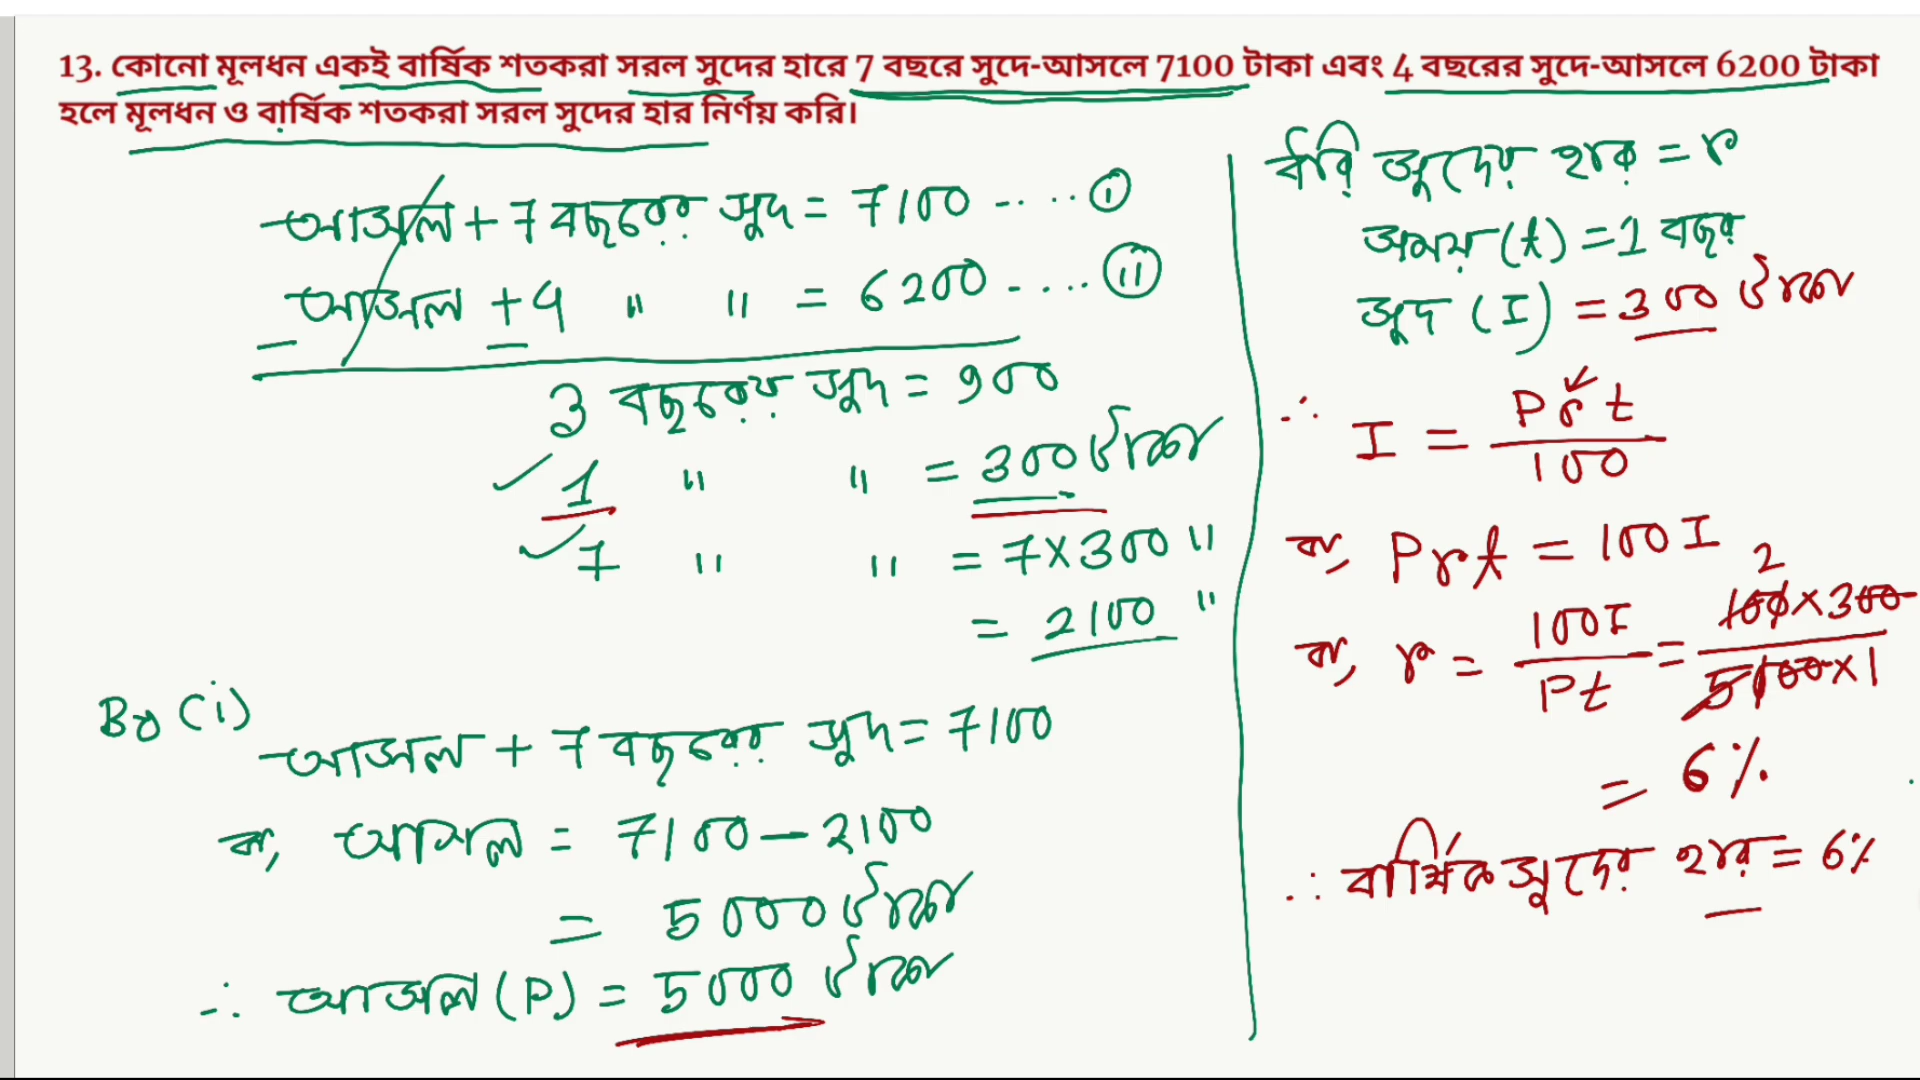 13. কোনো মূলধন একই বার্ষিক শতকরা সরল সুদের হারে 7 বছরে সুদে-আসলে 7100 টাকা এবং 4 বছরের সুদে-আসলে 6200 টাকা
হলে মূলধন ও বার্ষিক শতকরা সরল সুদের হার নির্ণয় করি।
আসল + 7 বছরের সুদ = 7100 ..... (i)
আসল + 4 " " = 6200 ..... (ii)
3 বছরের সুদ = 900
1 " " = 300 টাকা
7 " " = 7×300 "
= 2100 "
(i)
আসল + 7 বছরের সুদ = 7100
বা, আসল = 7100 - 2100
= 5000 টাকা
∴ আসল (P) = 5000 টাকা
সুদের হার = r
সময় (t) = 1 বছর
সুদ (I) = 300 টাকা
∴ I = Prt / 100
বা, Prt = 100 I
বা, r = 100I / Pt = 100 × 300 / 5000 × 1
2
= 6%
∴ বার্ষিক সুদের হার = 6%